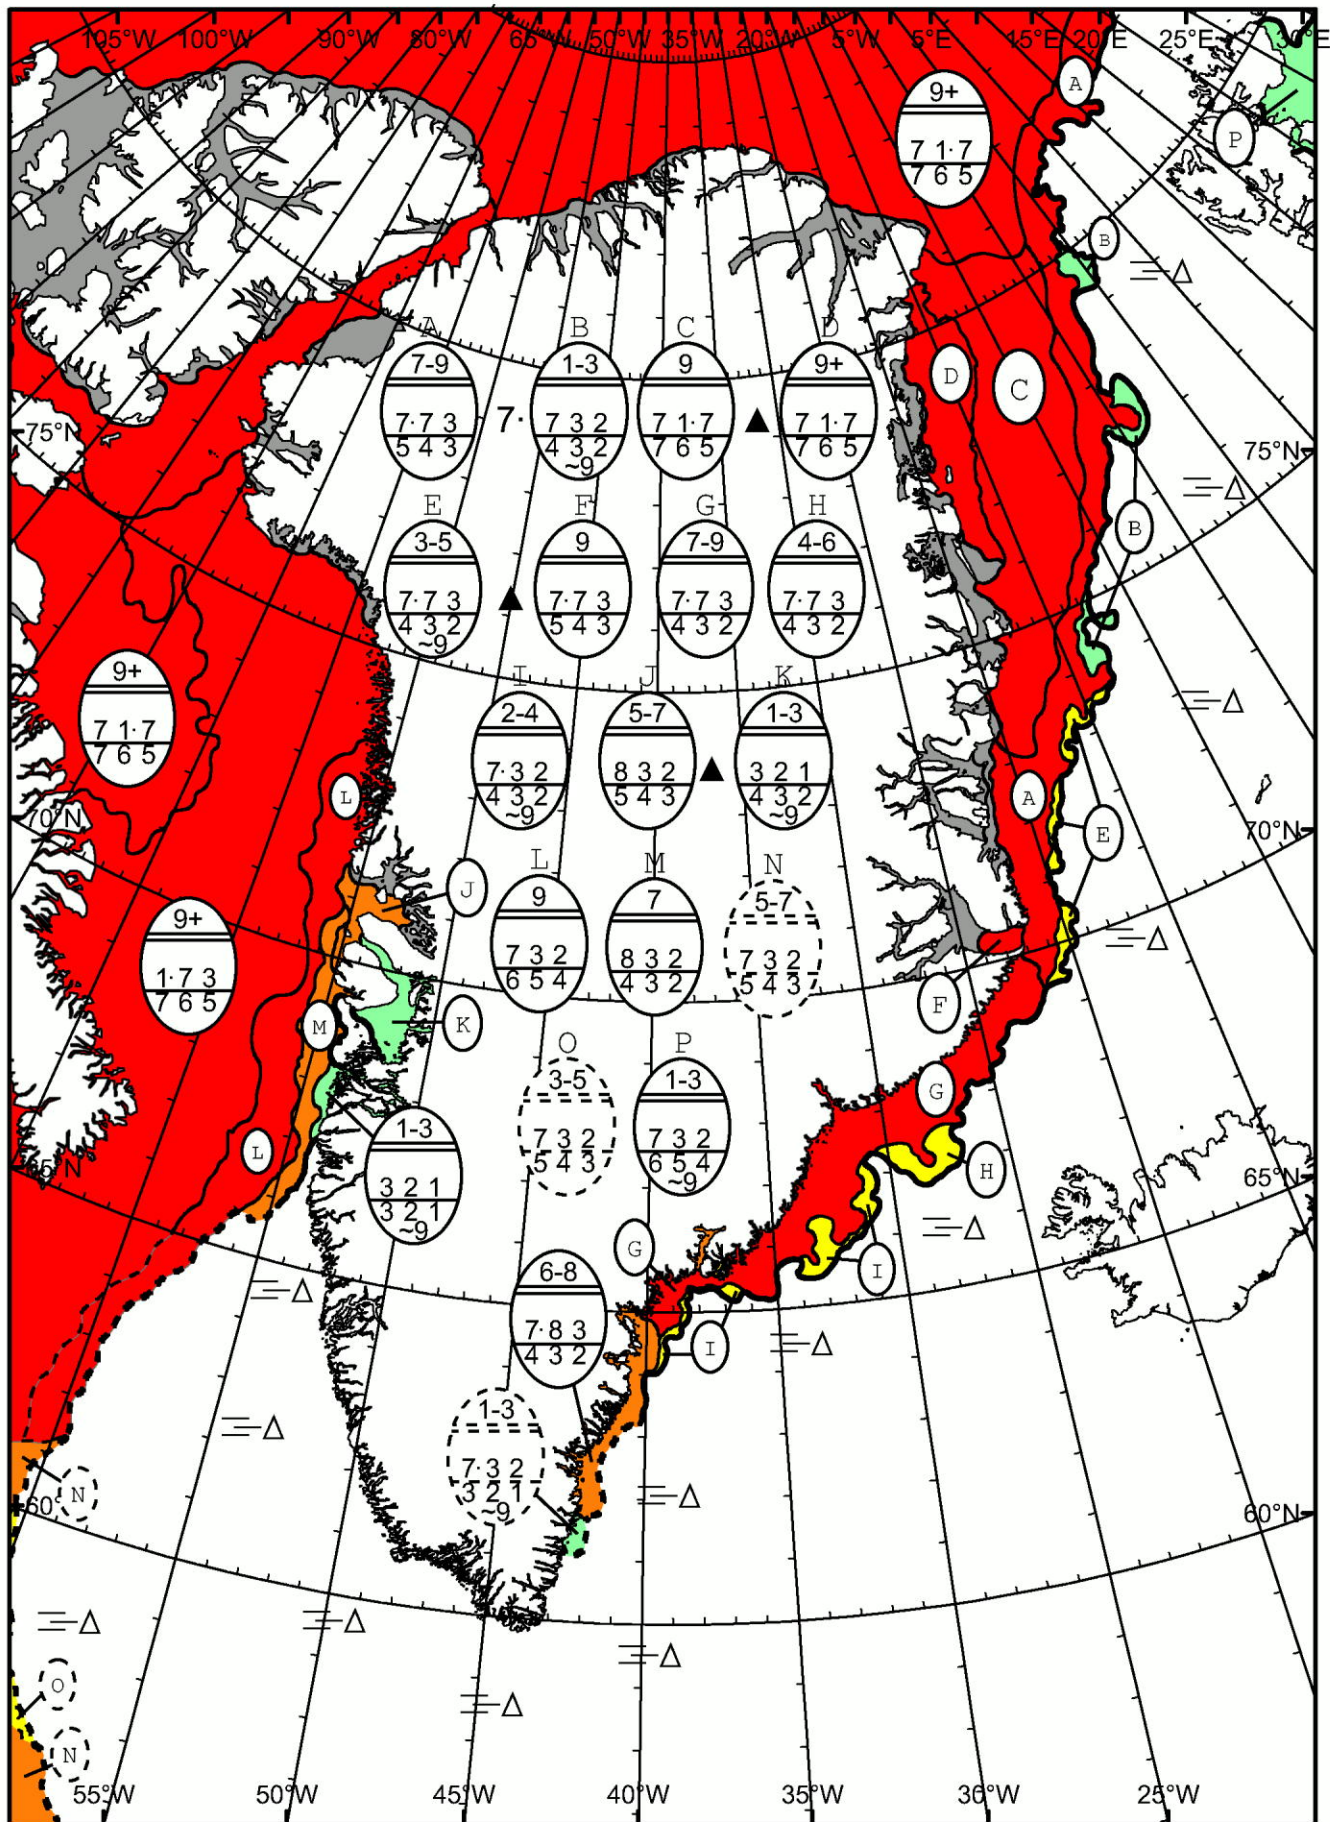 105°W 100°W 90°W 80°W 65°W 50°W 35°W 20°W 5°W 5°E 15°E 20°E 25°E 30°E
A
9+
7 1·7
7 6 5
P
B
A B C D
7-9 1-3 9 9+
7·7 3 7· 7 3 2 7 1·7 7 1·7
5 4 3 4 3 2 7 6 5 7 6 5
~9
D C
75°N 75°N
E F G H
3-5 9 7-9 4-6
7·7 3 7·7 3 7·7 3 7·7 3
4 3 2 5 4 3 4 3 2 4 3 2
~9
B
I J K
2-4 5-7 1-3
7·3 2 8 3 2 3 2 1
4 3 2 5 4 3 4 3 2
~9 ~9
9+
7 1·7
7 6 5
L A E
70°N 70°N
L M N
9 7 5-7
7 3 2 8 3 2 7 3 2
6 5 4 4 3 2 5 4 3
J
9+
1·7 3
7 6 5
F
M K
O P
3-5 1-3
7 3 2 7 3 2
5 4 3 6 5 4
~9
G
1-3
3 2 1
3 2 1
~9
L H
65°N 65°N
G I
6-8
7·8 3
4 3 2
I
1-3
7·3 2
3 2 1
~9
N
60° 60°N
O
N
55°W 50°W 45°W 40°W 35°W 30°W 25°W